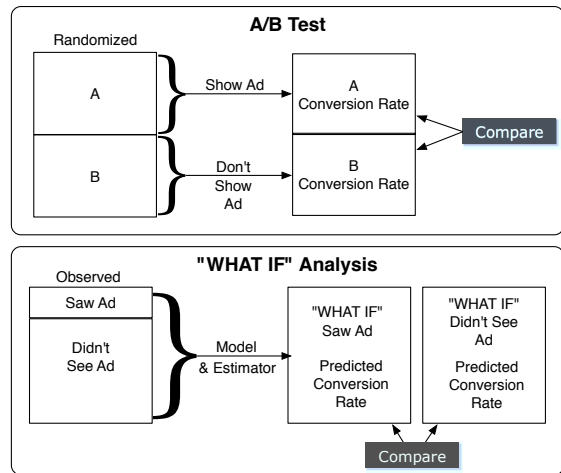 A/B Test
Randomized
A
Show Ad
A
Conversion Rate
Compare
B
Don't
Show
Ad
B
Conversion Rate
"WHAT IF" Analysis
Observed
Saw Ad
Didn't
See Ad
Model
& Estimator
"WHAT IF"
Saw Ad
Predicted
Conversion
Rate
"WHAT IF"
Didn't See
Ad
Predicted
Conversion
Rate
Compare